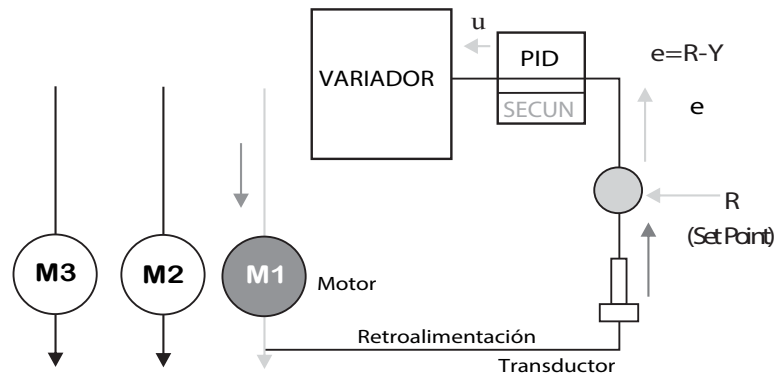 u
VARIADOR
PID
SECUN
e=R-Y
e
R
(Set Point)
M3
M2
M1
Motor
Retroalimentación
Transductor